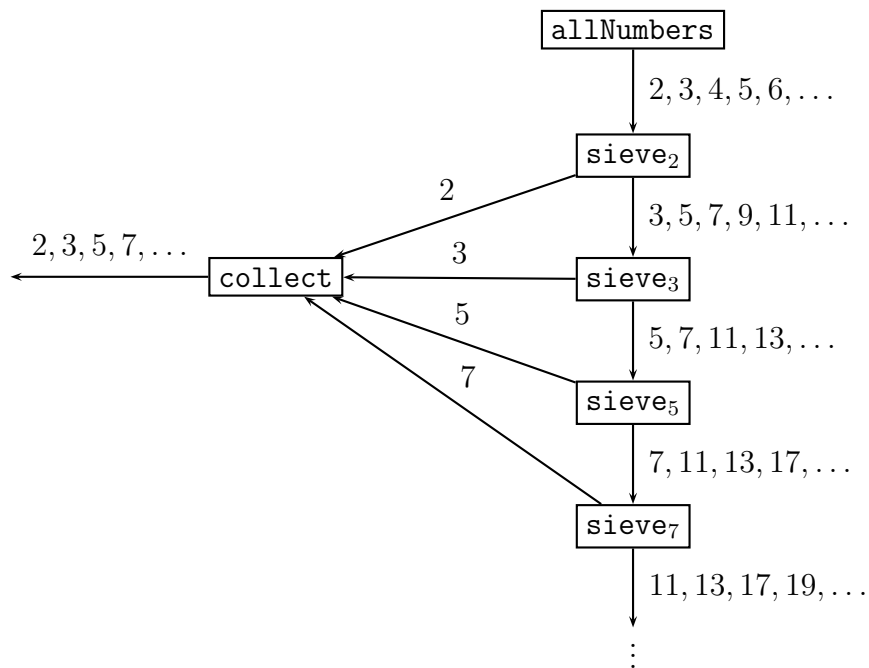 allNumbers
2, 3, 4, 5, 6, …
sieve₂
2
3, 5, 7, 9, 11, …
2, 3, 5, 7, …
collect
3
sieve₃
5
5, 7, 11, 13, …
7
sieve₅
7, 11, 13, 17, …
sieve₇
11, 13, 17, 19, …
⋮